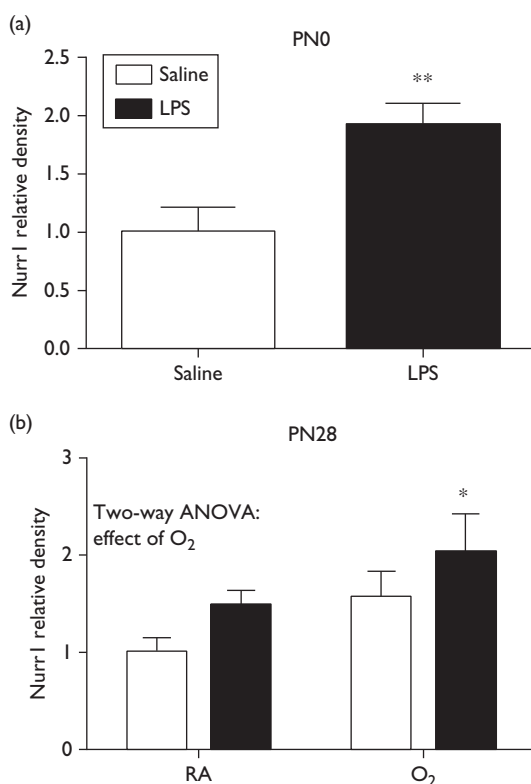 (a)
PN0
Saline
LPS
**
Nurr1 relative density
2.5
2.0
1.5
1.0
0.5
0.0
Saline LPS
(b)
PN28
Two-way ANOVA:
effect of O₂
*
Nurr1 relative density
3
2
1
0
RA O₂